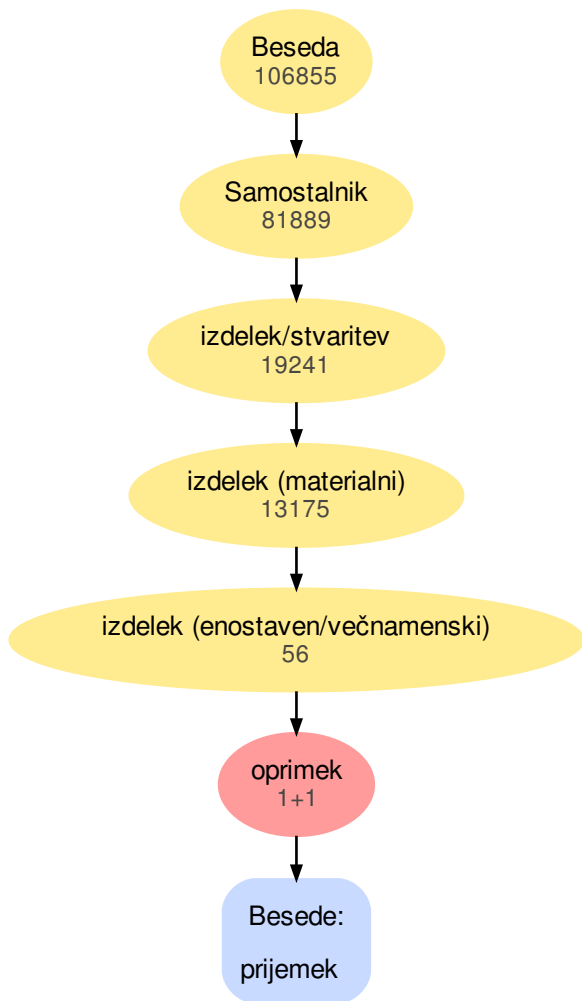 Beseda
106855
Samostalnik
81889
izdelek/stvaritev
19241
izdelek (materialni)
13175
izdelek (enostaven/večnamenski)
56
oprimek
1+1
Besede:
prijemek